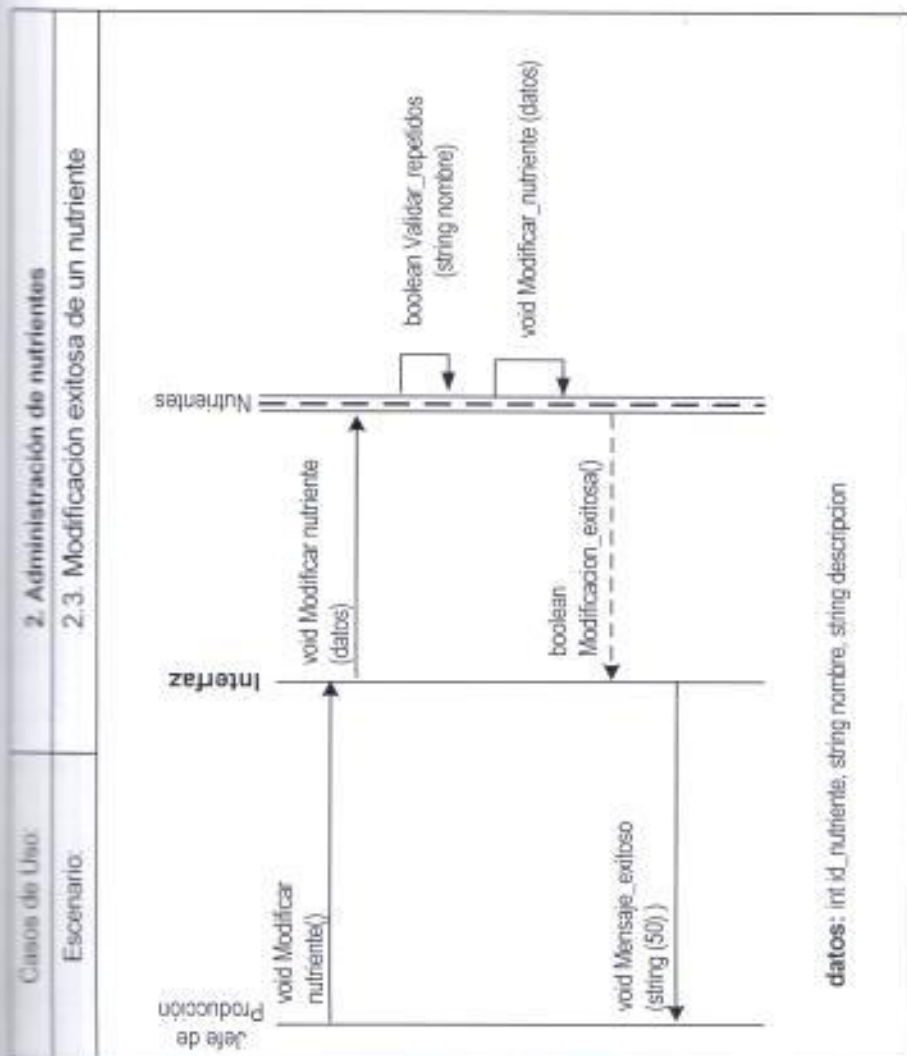 Casos de Uso:
2. Administración de nutrientes
Escenario:
2.3. Modificación exitosa de un nutriente
Jefe de
Producción
Interfaz
Nutrientes
void Modificar
nutriente()
void Modificar nutriente
(datos)
boolean Validar_repetidos
(string nombre)
void Modificar_nutriente (datos)
boolean
Modificacion_exitosa()
void Mensaje_exitoso
(string (50) )
datos: int id_nutriente, string nombre, string descripcion